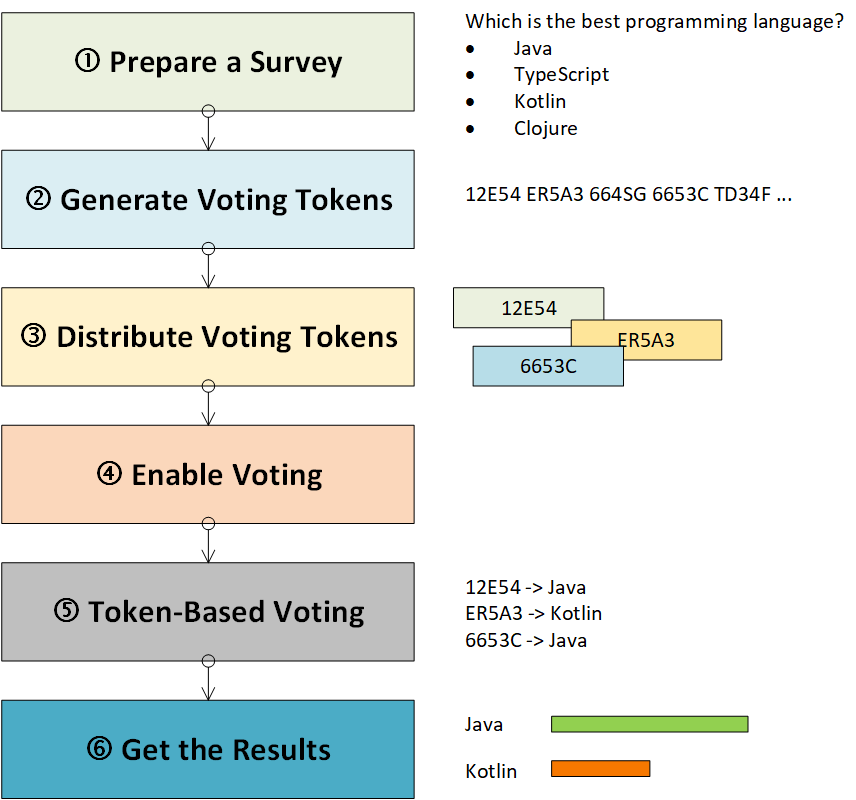 ① Prepare a Survey
Which is the best programming language?
• Java
• TypeScript
• Kotlin
• Clojure
② Generate Voting Tokens
12E54 ER5A3 664SG 6653C TD34F ...
③ Distribute Voting Tokens
12E54
ER5A3
6653C
④ Enable Voting
⑤ Token-Based Voting
12E54 -> Java
ER5A3 -> Kotlin
6653C -> Java
⑥ Get the Results
Java
Kotlin